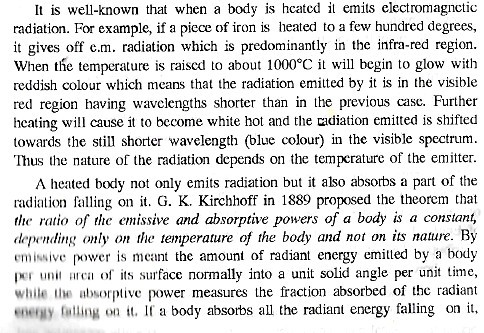 It is well-known that when a body is heated it emits electromagnetic
radiation. For example, if a piece of iron is heated to a few hundred degrees,
it gives off e.m. radiation which is predominantly in the infra-red region.
When the temperature is raised to about 1000°C it will begin to glow with
reddish colour which means that the radiation emitted by it is in the visible
red region having wavelengths shorter than in the previous case. Further
heating will cause it to become white hot and the radiation emitted is shifted
towards the still shorter wavelength (blue colour) in the visible spectrum.
Thus the nature of the radiation depends on the temperature of the emitter.
A heated body not only emits radiation but it also absorbs a part of the
radiation falling on it. G. K. Kirchhoff in 1889 proposed the theorem that
the ratio of the emissive and absorptive powers of a body is a constant,
depending only on the temperature of the body and not on its nature. By
emissive power is meant the amount of radiant energy emitted by a body
per unit area of its surface normally into a unit solid angle per unit time,
while the absorptive power measures the fraction absorbed of the radiant
energy falling on it. If a body absorbs all the radiant energy falling on it,